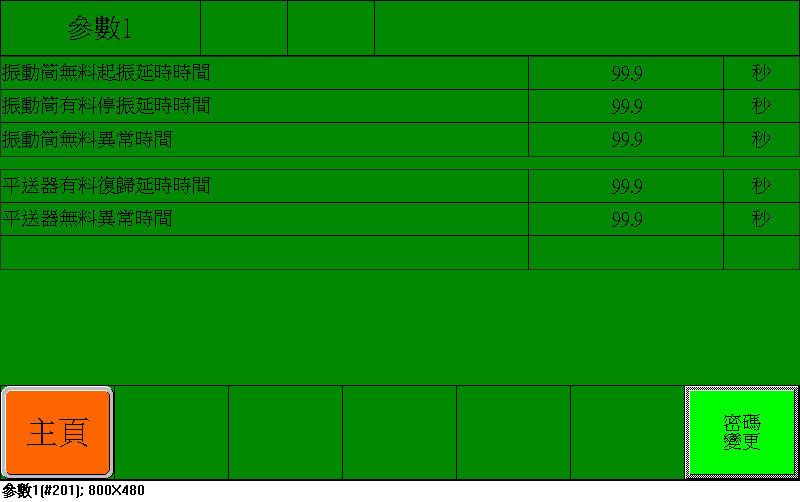 參數1
振動筒無料起振延時時間 99.9 秒
振動筒有料停振延時時間 99.9 秒
振動筒無料異常時間 99.9 秒
平送器有料復歸延時時間 99.9 秒
平送器無料異常時間 99.9 秒
主頁
密碼
變更
參數1(#201); 800X480